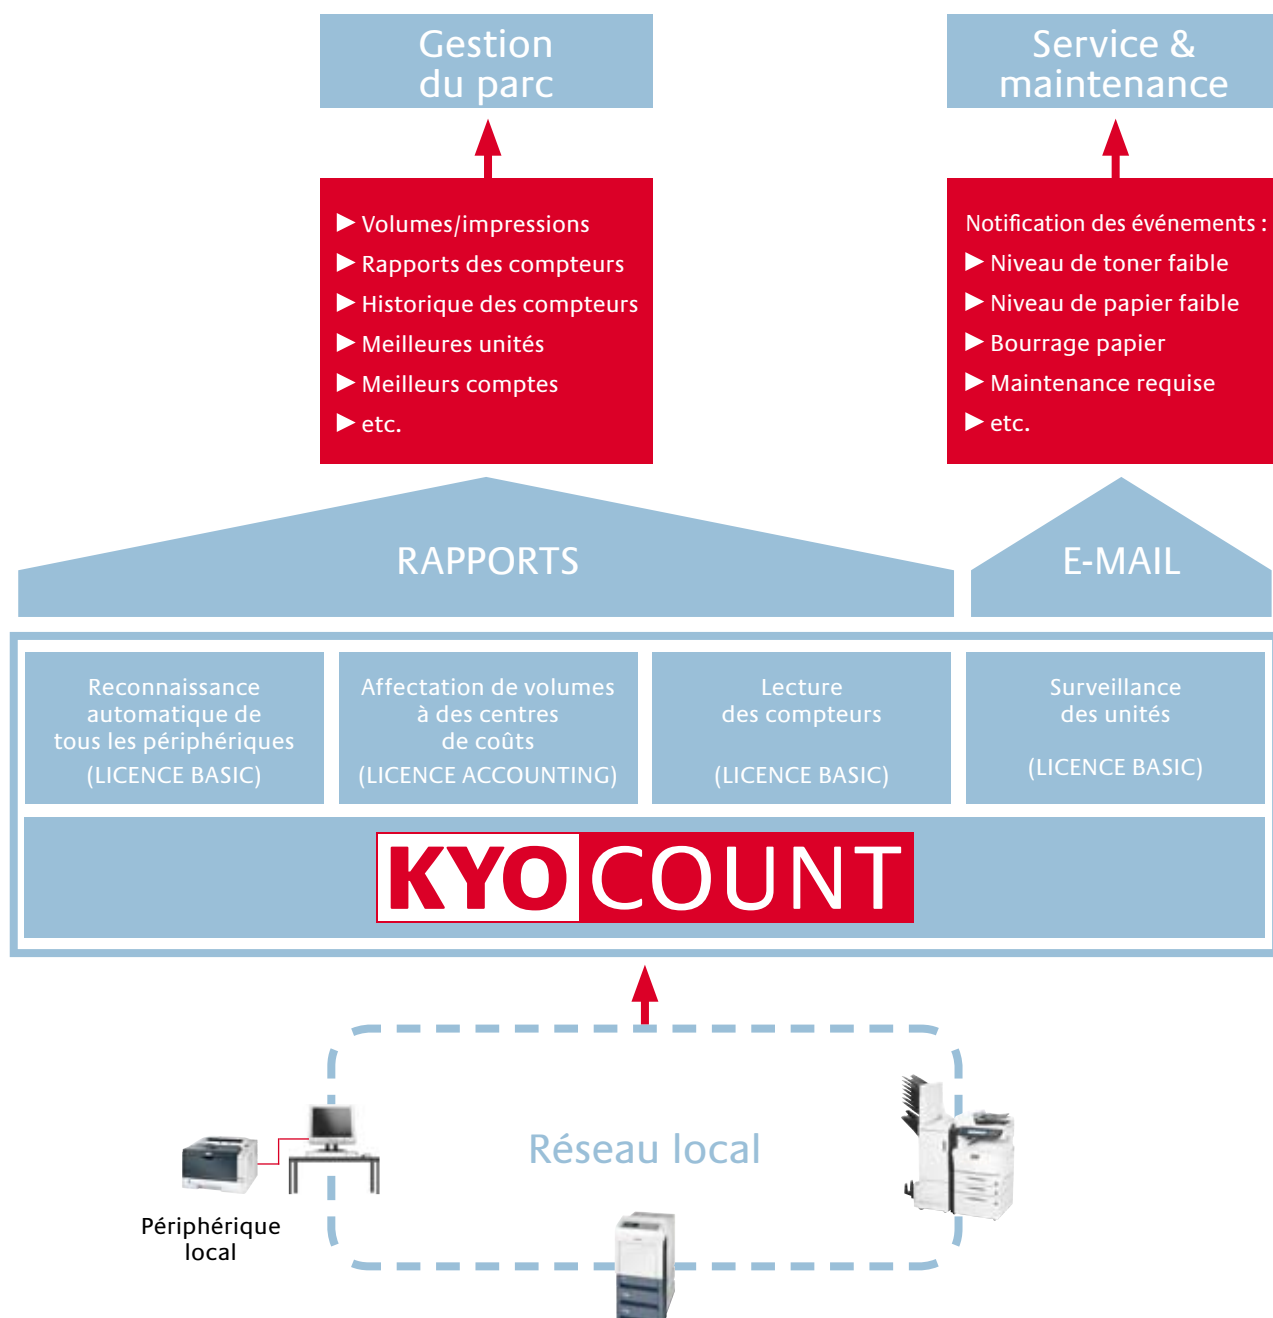 Gestion
du parc
Service &
maintenance
▶ Volumes/impressions
▶ Rapports des compteurs
▶ Historique des compteurs
▶ Meilleures unités
▶ Meilleurs comptes
▶ etc.
Notification des événements :
▶ Niveau de toner faible
▶ Niveau de papier faible
▶ Bourrage papier
▶ Maintenance requise
▶ etc.
RAPPORTS
E-MAIL
Reconnaissance
automatique de
tous les périphériques
(LICENCE BASIC)
Affectation de volumes
à des centres
de coûts
(LICENCE ACCOUNTING)
Lecture
des compteurs
(LICENCE BASIC)
Surveillance
des unités
(LICENCE BASIC)
KYOCOUNT
Réseau local
Périphérique
local